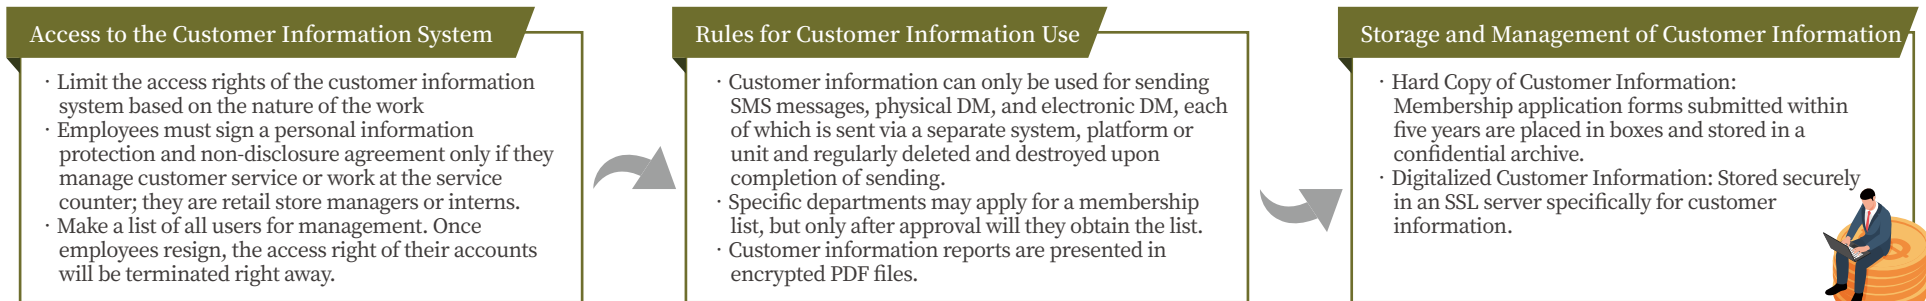 Access to the Customer Information System
· Limit the access rights of the customer information
system based on the nature of the work
· Employees must sign a personal information
protection and non-disclosure agreement only if they
manage customer service or work at the service
counter; they are retail store managers or interns.
· Make a list of all users for management. Once
employees resign, the access right of their accounts
will be terminated right away.
Rules for Customer Information Use
· Customer information can only be used for sending
SMS messages, physical DM, and electronic DM, each
of which is sent via a separate system, platform or
unit and regularly deleted and destroyed upon
completion of sending.
· Specific departments may apply for a membership
list, but only after approval will they obtain the list.
· Customer information reports are presented in
encrypted PDF files.
Storage and Management of Customer Information
· Hard Copy of Customer Information:
Membership application forms submitted within
five years are placed in boxes and stored in a
confidential archive.
· Digitalized Customer Information: Stored securely
in an SSL server specifically for customer
information.